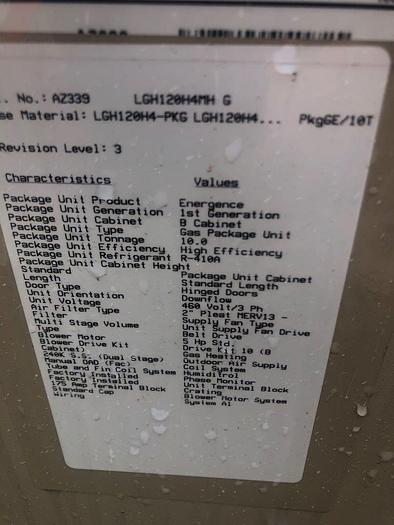 No.: AZ339 LGH120H4MH G
se Material: LGH120H4-PKG LGH120H4... PkgGE/10T
Revision Level: 3
Characteristics Values
Package Unit Product Energence
Package Unit Generation 1st Generation
Package Unit Cabinet B Cabinet
Package Unit Type Gas Package Unit
Package Unit Tonnage 10.0
Package Unit Efficiency High Efficiency
Package Unit Refrigerant R-410A
Package Unit Cabinet Height
Standard Package Unit Cabinet
Length Standard Length
Door Type Hinged Doors
Unit Orientation Downflow
Unit Voltage 460 Volt/3 Ph
Air Filter Type 2" Pleat MERV13 -
Filter Supply Fan Type
Multi Stage Volume Unit Supply Fan Drive
Type Belt Drive
Blower Motor 5 Hp Std.
Blower Drive Kit Drive Kit 10 (B
Cabinet) Gas Heating
240K S.S. (Dual Stage) Outdoor Air Supply
Manual OAD (Fac) Coil System
Tube and Fin Coil System Humiditrol
Factory Installed Phase Monitor
Factory Installed Unit Terminal Block
175 Amp Terminal Block Crating
Standard Cap Blower Motor System
Wiring System A1